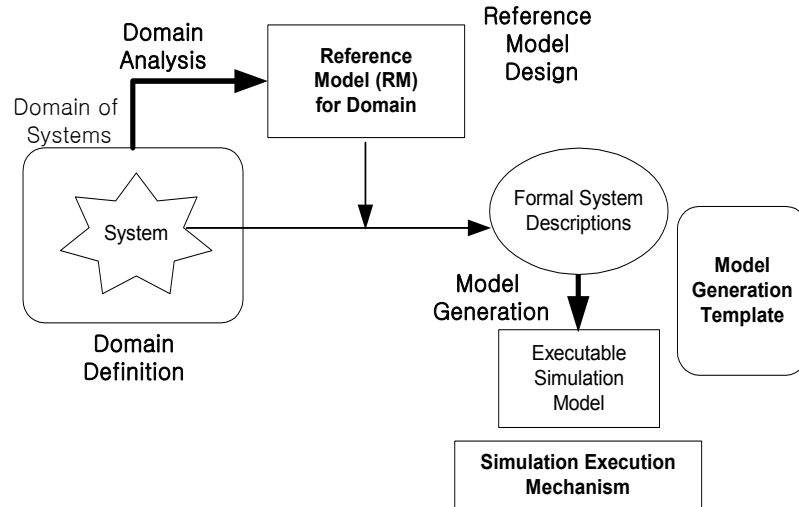 Domain
Analysis
Reference
Model (RM)
for Domain
Reference
Model
Design
Domain of
Systems
System
Domain
Definition
Formal System
Descriptions
Model
Generation
Model
Generation
Template
Executable
Simulation
Model
Simulation Execution
Mechanism